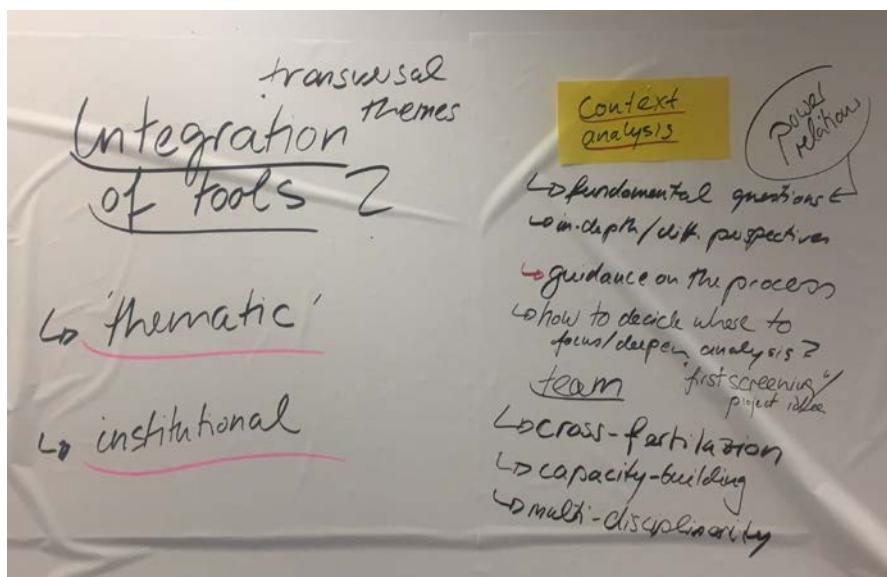 transversal
themes
Integration
of tools ?
↳ 'thematic'
↳ institutional
Context
analysis
power
relations
↳ fundamental questions
↳ in-depth/diff. perspectives
↳ guidance on the process
↳ how to decide where to
focus/deepen analysis?
"first screening"/
project idea
team
↳ cross-fertilazion
↳ capacity-building
↳ multi-disciplinarity